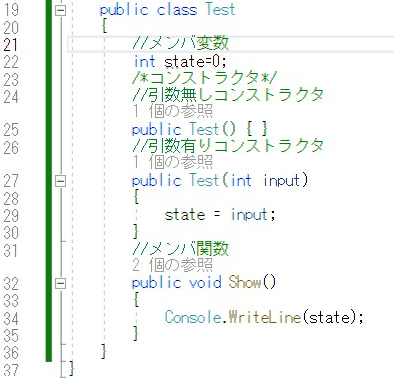 19 public class Test
20 {
21 //メンバ変数
22 int state=0;
23 /*コンストラクタ*/
24 //引数無しコンストラクタ
1 個の参照
25 public Test() { }
26 //引数有りコンストラクタ
1 個の参照
27 public Test(int input)
28 {
29 state = input;
30 }
31 //メンバ関数
2 個の参照
32 public void Show()
33 {
34 Console.WriteLine(state);
35 }
36 }
37 }